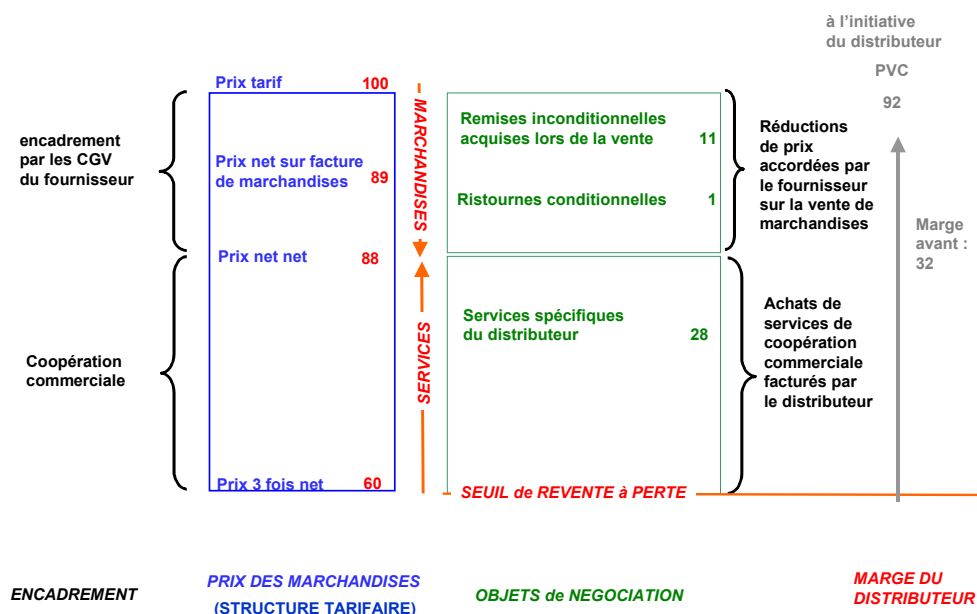 à l'initiative
du distributeur
PVC
92
Prix tarif 100
encadrement
par les CGV
du fournisseur
Prix net sur facture
de marchandises 89
MARCHANDISES
Remises inconditionnelles
acquises lors de la vente 11
Ristournes conditionnelles 1
Réductions
de prix
accordées par
le fournisseur
sur la vente de
marchandises
Marge
avant :
32
Prix net net 88
Coopération
commerciale
SERVICES
Services spécifiques
du distributeur 28
Achats de
services de
coopération
commerciale
facturés par
le distributeur
Prix 3 fois net 60
SEUIL de REVENTE à PERTE
ENCADREMENT
PRIX DES MARCHANDISES
(STRUCTURE TARIFAIRE)
OBJETS de NEGOCIATION
MARGE DU
DISTRIBUTEUR